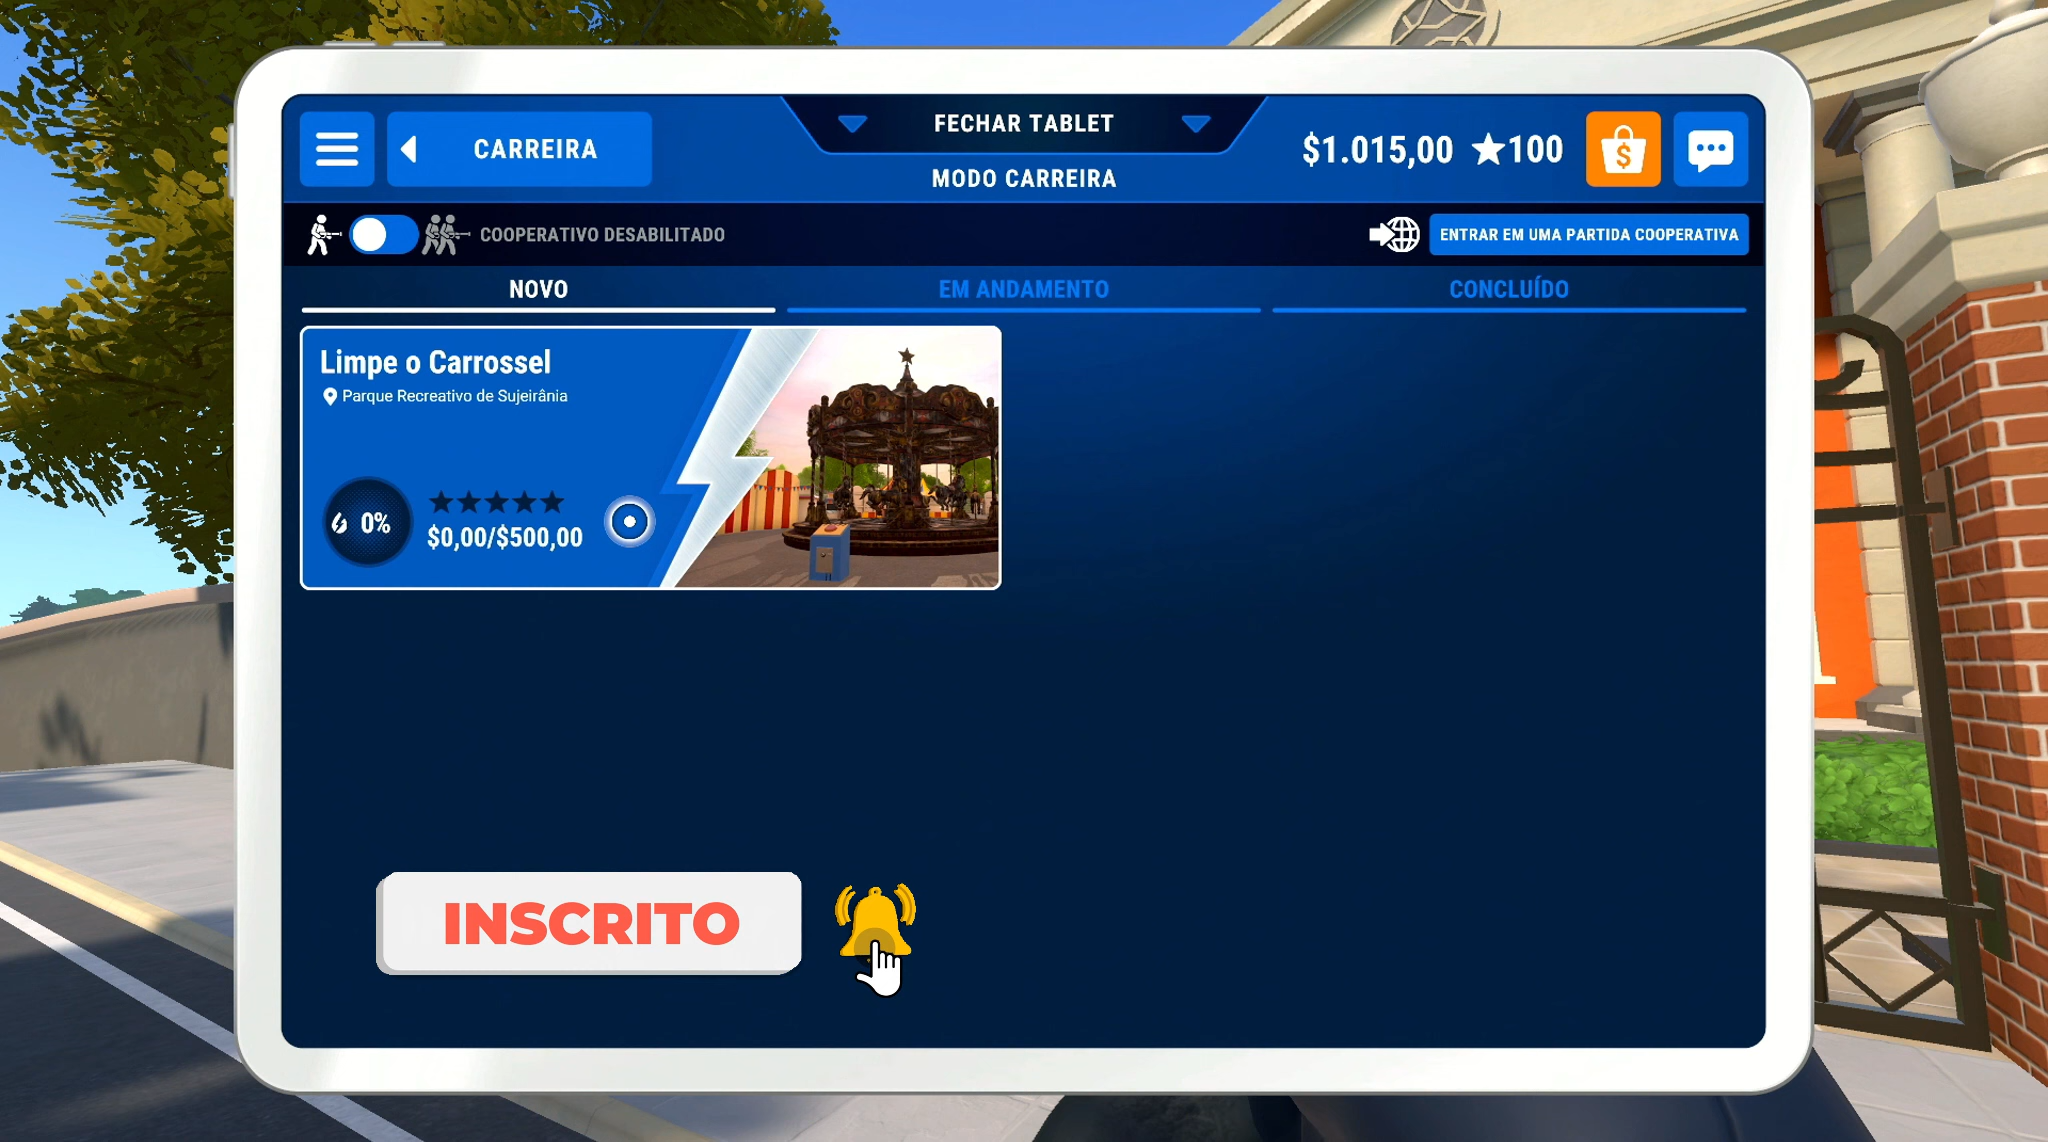 FECHAR TABLET
CARREIRA
$1.015,00 ★100
MODO CARREIRA
COOPERATIVO DESABILITADO
ENTRAR EM UMA PARTIDA COOPERATIVA
NOVO
EM ANDAMENTO
CONCLUÍDO
Limpe o Carrossel
Parque Recreativo de Sujeirânia
0%
$0,00/$500,00
INSCRITO